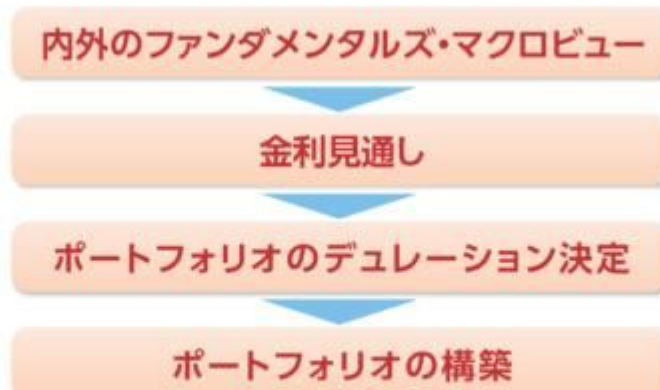 内外のファンダメンタルズ・マクロビュー
金利見通し
ポートフォリオのデュレーション決定
ポートフォリオの構築